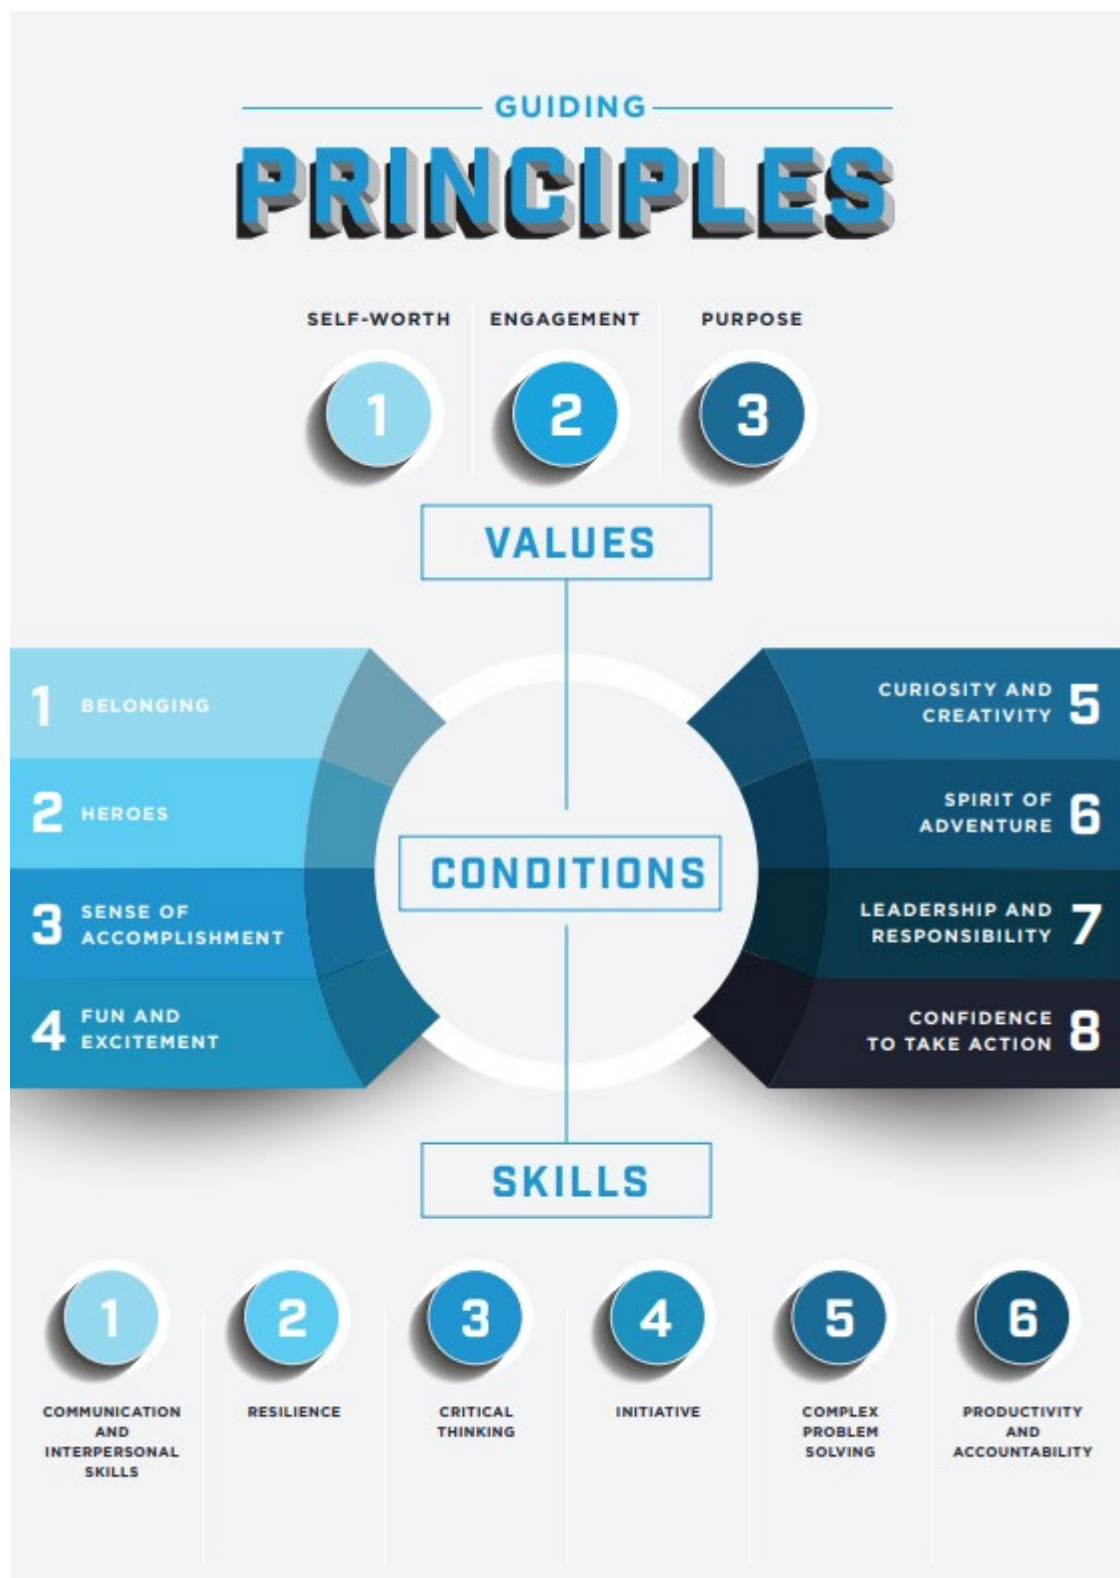 GUIDING
PRINCIPLES
SELF-WORTH
1
ENGAGEMENT
2
PURPOSE
3
VALUES
1 BELONGING
2 HEROES
3 SENSE OF
ACCOMPLISHMENT
4 FUN AND
EXCITEMENT
CONDITIONS
CURIOSITY AND
CREATIVITY 5
SPIRIT OF
ADVENTURE 6
LEADERSHIP AND
RESPONSIBILITY 7
CONFIDENCE
TO TAKE ACTION 8
SKILLS
1
COMMUNICATION
AND
INTERPERSONAL
SKILLS
2
RESILIENCE
3
CRITICAL
THINKING
4
INITIATIVE
5
COMPLEX
PROBLEM
SOLVING
6
PRODUCTIVITY
AND
ACCOUNTABILITY